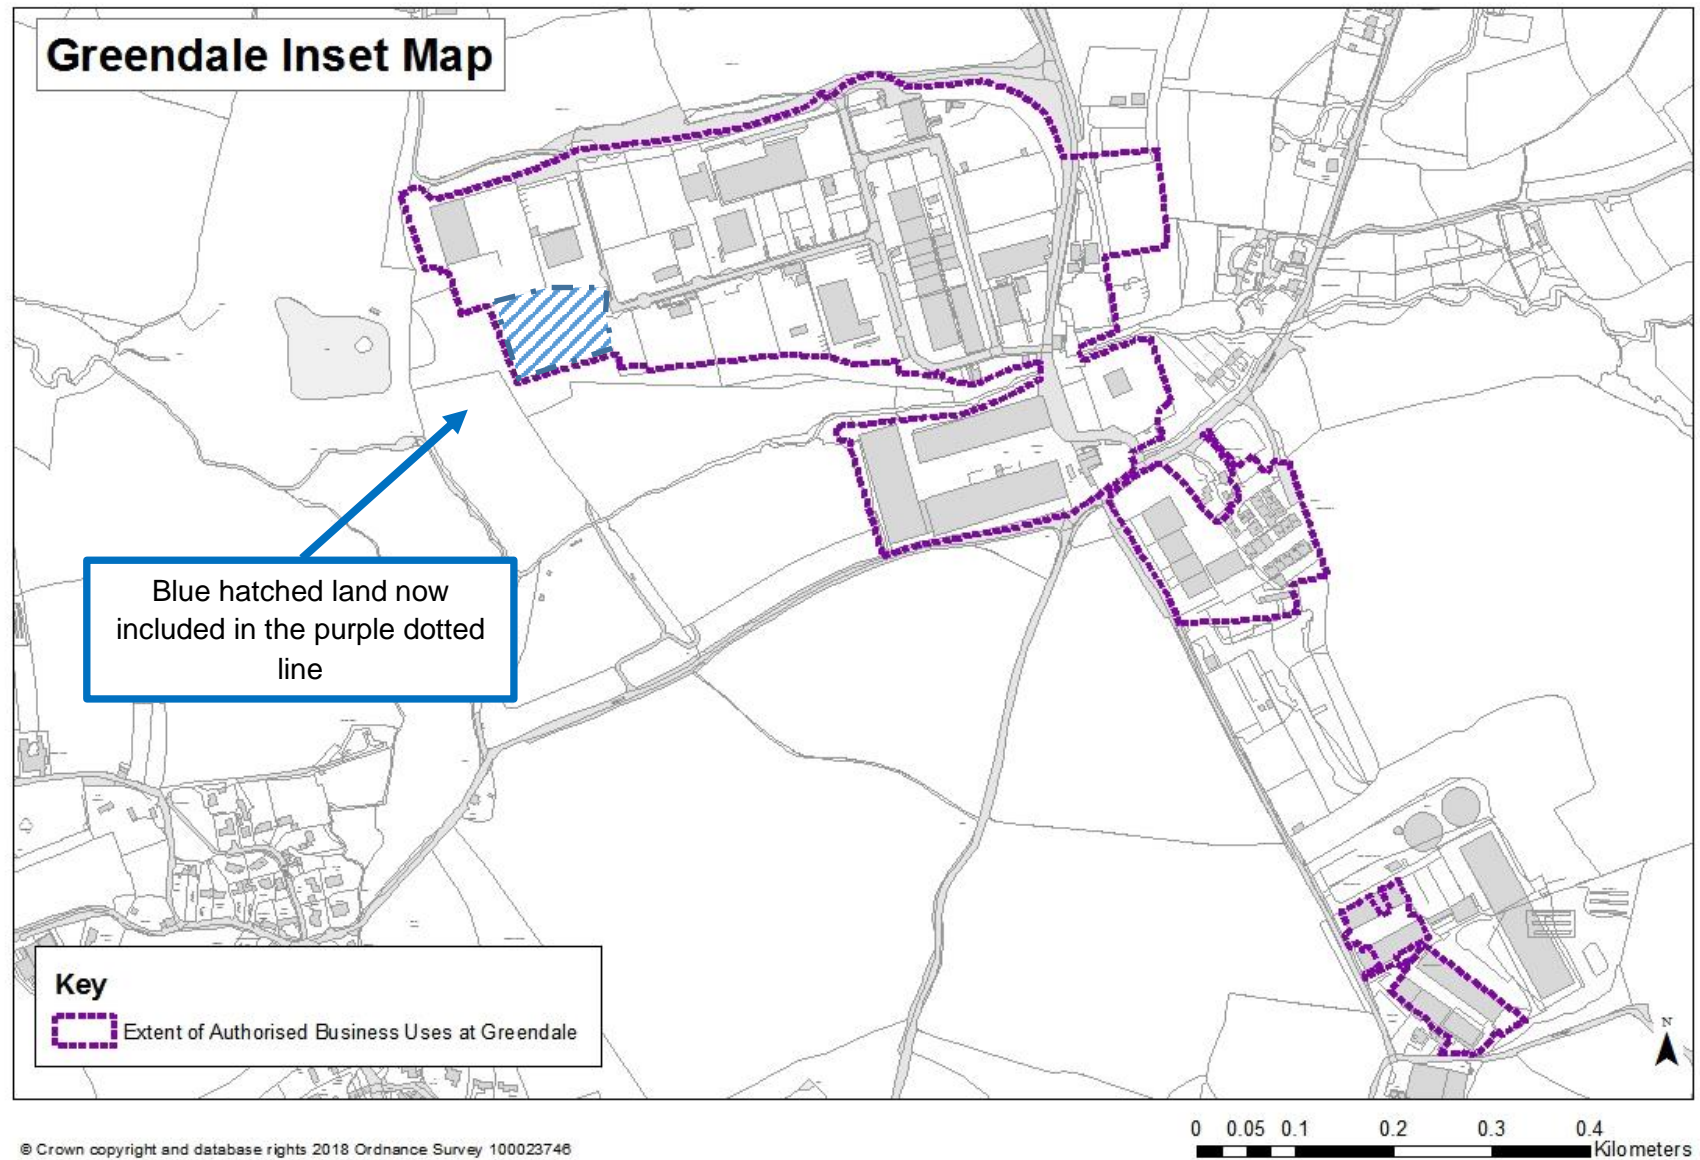 Greendale Inset Map
Blue hatched land now
included in the purple dotted
line
Key
Extent of Authorised Business Uses at Greendale
N
© Crown copyright and database rights 2018 Ordnance Survey 100023746
0 0.05 0.1 0.2 0.3 0.4
Kilometers